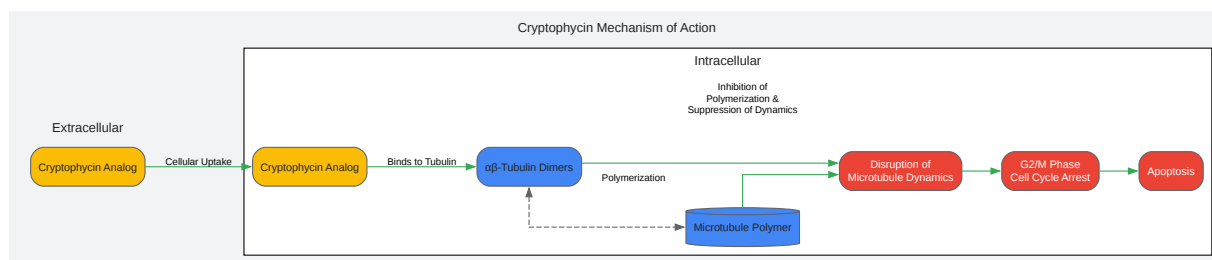 Cryptophycin Mechanism of Action
Intracellular
Inhibition of
Polymerization &
Suppression of Dynamics
Extracellular
Cryptophycin Analog
Cellular Uptake
Cryptophycin Analog
Binds to Tubulin
αβ-Tubulin Dimers
Polymerization
Disruption of
Microtubule Dynamics
G2/M Phase
Cell Cycle Arrest
Apoptosis
Microtubule Polymer